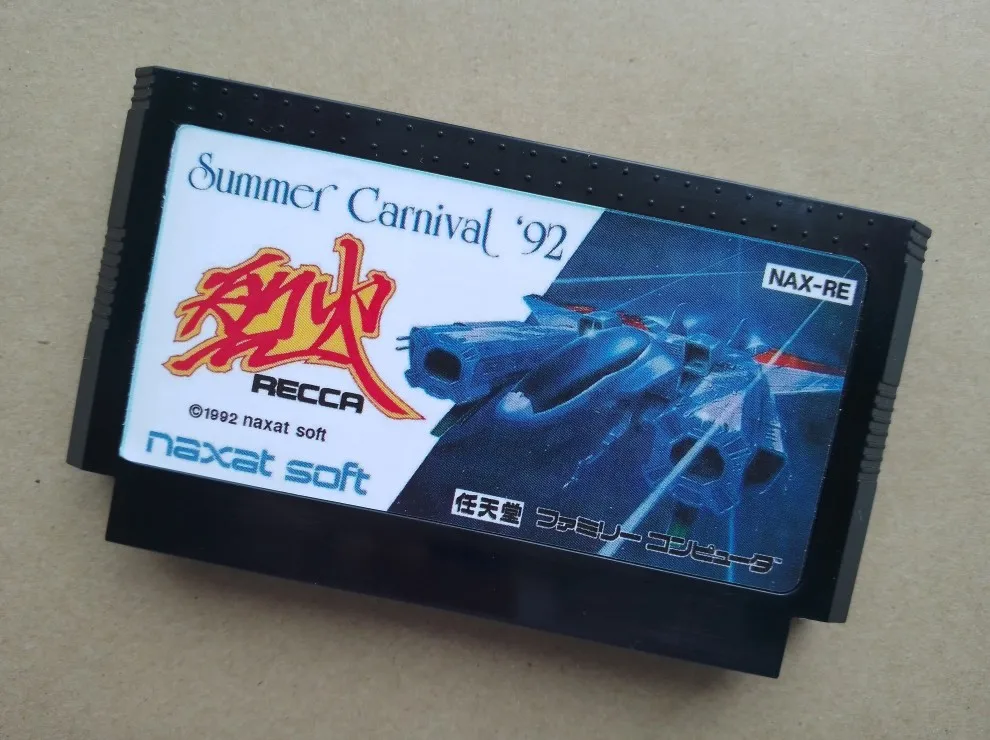 Summer Carnival '92
NAX-RE
烈火
RECCA
©1992 naxat soft
naxat soft
任天堂 ファミリーコンピュータ